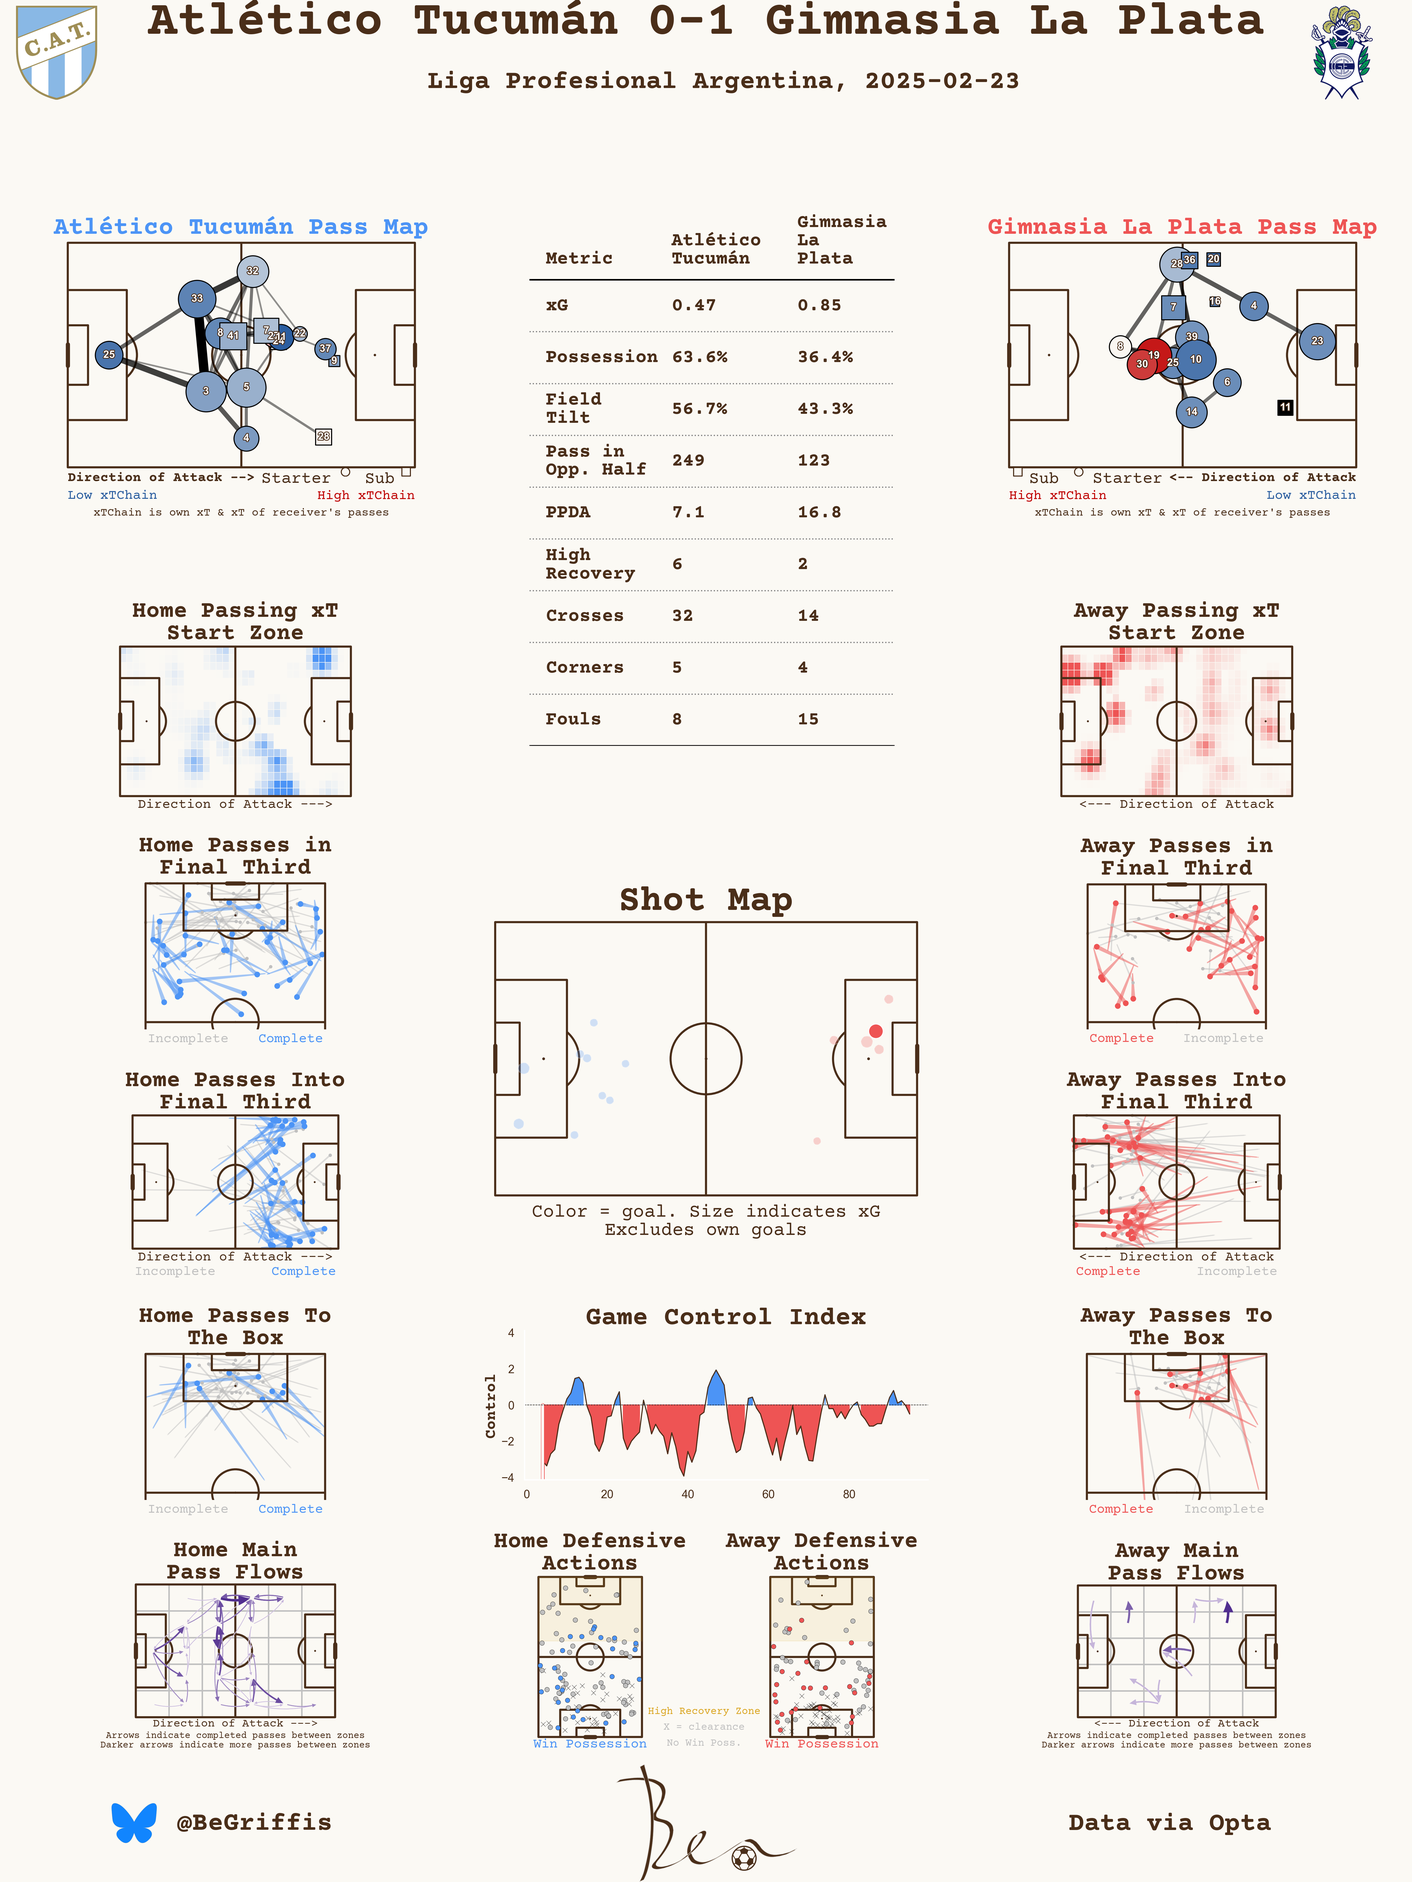 Atlético Tucumán 0-1 Gimnasia La Plata
C.A.T.
Liga Profesional Argentina, 2025-02-23
Atlético Tucumán Pass Map
32
33
8
41
7
11
22
37
9
25
3
5
4
28
Direction of Attack --> Starter Sub
Low xTChain High xTChain
xTChain is own xT & xT of receiver's passes
Metric Atlético Tucumán Gimnasia La Plata
xG 0.47 0.85
Possession 63.6% 36.4%
Field Tilt 56.7% 43.3%
Pass in Opp. Half 249 123
PPDA 7.1 16.8
High Recovery 6 2
Crosses 32 14
Corners 5 4
Fouls 8 15
Gimnasia La Plata Pass Map
28
36
20
16
7
4
39
23
8
19
30
25
10
6
14
11
Sub Starter <-- Direction of Attack
High xTChain Low xTChain
xTChain is own xT & xT of receiver's passes
Home Passing xT
Start Zone
Direction of Attack --->
Away Passing xT
Start Zone
<--- Direction of Attack
Home Passes in
Final Third
Incomplete Complete
Shot Map
Color = goal. Size indicates xG
Excludes own goals
Away Passes in
Final Third
Complete Incomplete
Home Passes Into
Final Third
Direction of Attack --->
Incomplete Complete
Away Passes Into
Final Third
<--- Direction of Attack
Complete Incomplete
Home Passes To
The Box
Incomplete Complete
Game Control Index
Control
4
2
0
−2
−4
0 20 40 60 80
Away Passes To
The Box
Complete Incomplete
Home Main
Pass Flows
Direction of Attack --->
Arrows indicate completed passes between zones
Darker arrows indicate more passes between zones
Home Defensive
Actions
Win Possession
High Recovery Zone
X = clearance
No Win Poss.
Away Defensive
Actions
Win Possession
Away Main
Pass Flows
<--- Direction of Attack
Arrows indicate completed passes between zones
Darker arrows indicate more passes between zones
@BeGriffis
Ben
Data via Opta